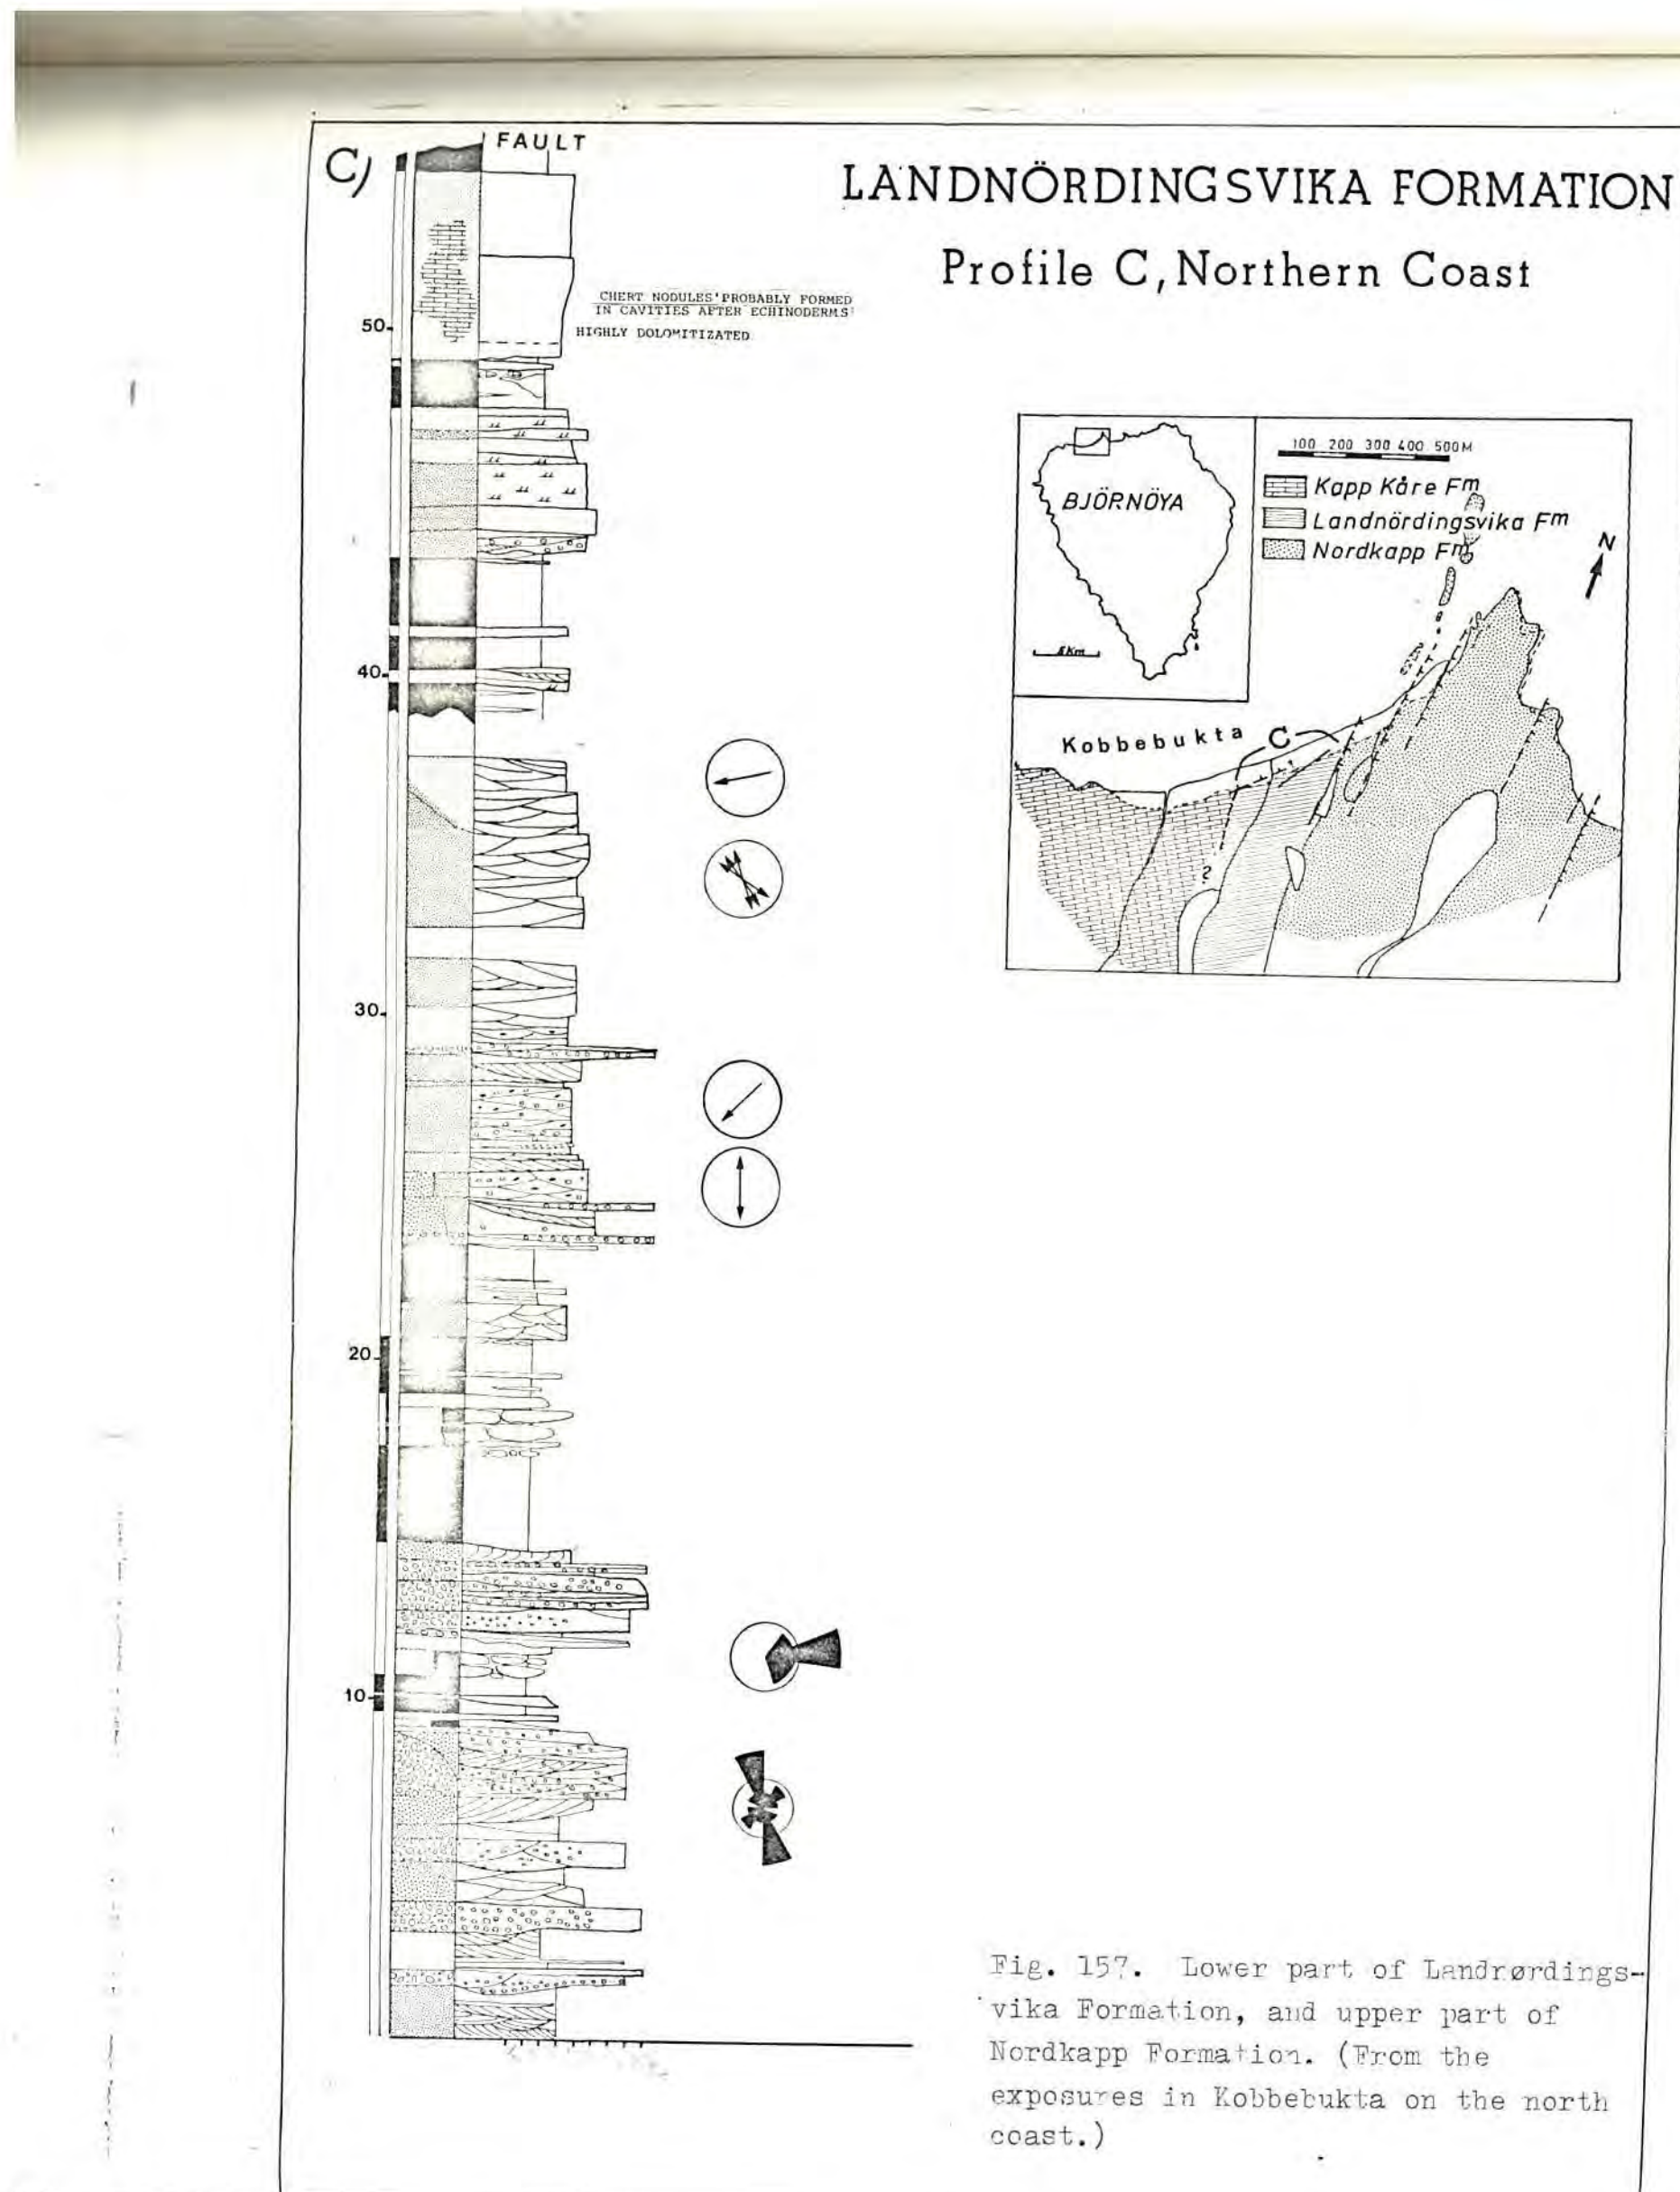 C)
FAULT
LANDNÖRDINGSVIKA FORMATION
Profile C, Northern Coast
CHERT NODULES PROBABLY FORMED
IN CAVITIES AFTER ECHINODERMS
HIGHLY DOLOMITIZATED
50
40
30
20
10
BJÖRNÖYA
5Km
100 200 300 400 500M
Kapp Kåre Fm
Landnördingsvika Fm
Nordkapp Fm
N
Kobbebukta
C
?
Fig. 157. Lower part of Landnørdings-
vika Formation, and upper part of
Nordkapp Formation. (From the
exposures in Kobbebukta on the north
coast.)